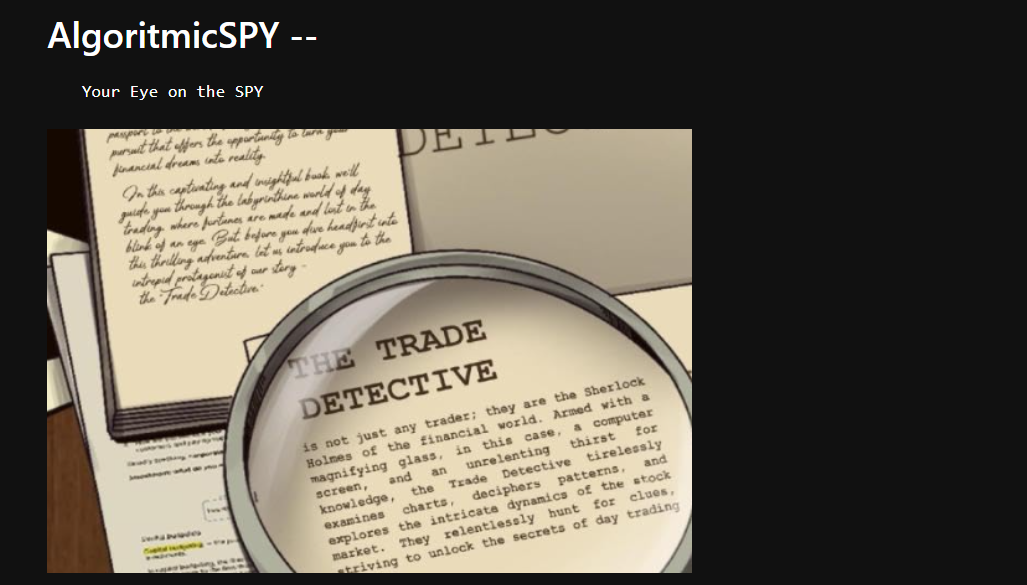 AlgoritmicSPY --
Your Eye on the SPY
passport to the
pursuit that offers the opportunity to turn your
financial dreams into reality.
In this captivating and insightful book, we'll
guide you through the labyrinthine world of day
trading, where fortunes are made and lost in the
blink of an eye. But before you dive headfirst into
this thrilling adventure, let us introduce you to the
intrepid protagonist of our story -
the "Trade Detective."
THE TRADE
DETECTIVE
is not just any trader; they are the Sherlock
Holmes of the financial world. Armed with a
magnifying glass, in this case, a computer
screen, and an unrelenting thirst for
knowledge, the Trade Detective tirelessly
examines charts, deciphers patterns, and
explores the intricate dynamics of the stock
market. They relentlessly hunt for clues,
striving to unlock the secrets of day trading
Capital budgeting